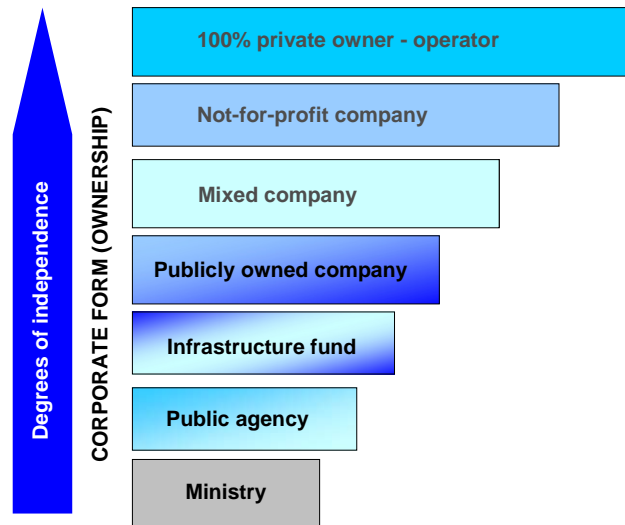 Degrees of independence
CORPORATE FORM (OWNERSHIP)
100% private owner - operator
Not-for-profit company
Mixed company
Publicly owned company
Infrastructure fund
Public agency
Ministry